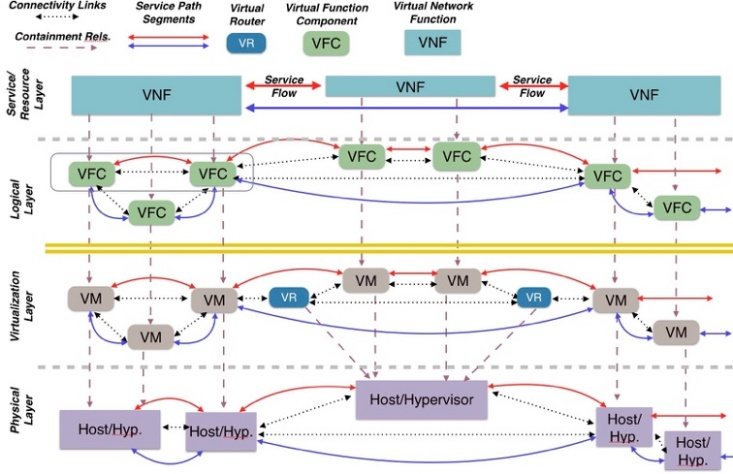 Connectivity Links
Service Path
Segments
Virtual
Router
Virtual Function
Component
Virtual Network
Function
Containment Rels.
VR
VFC
VNF
Service/
Resource
Layer
VNF
Service
Flow
VNF
Service
Flow
VNF
Logical
Layer
VFC
VFC
VFC
VFC
VFC
VFC
VFC
Virtualization
Layer
VM
VM
VM
VR
VM
VM
VR
VM
VM
Physical
Layer
Host/Hyp.
Host/Hyp.
Host/Hypervisor
Host/
Hyp.
Host/
Hyp.